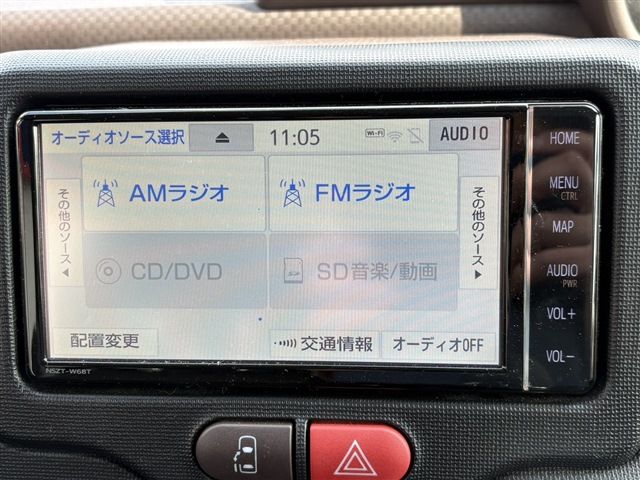 オーディオソース選択
11:05
Wi-Fi
AUDIO
その他のソース
AMラジオ
FMラジオ
その他のソース
CD/DVD
SD音楽/動画
配置変更
交通情報
オーディオOFF
NSZT-W68T
HOME
MENU
CTRL
MAP
AUDIO
PWR
VOL+
VOL−